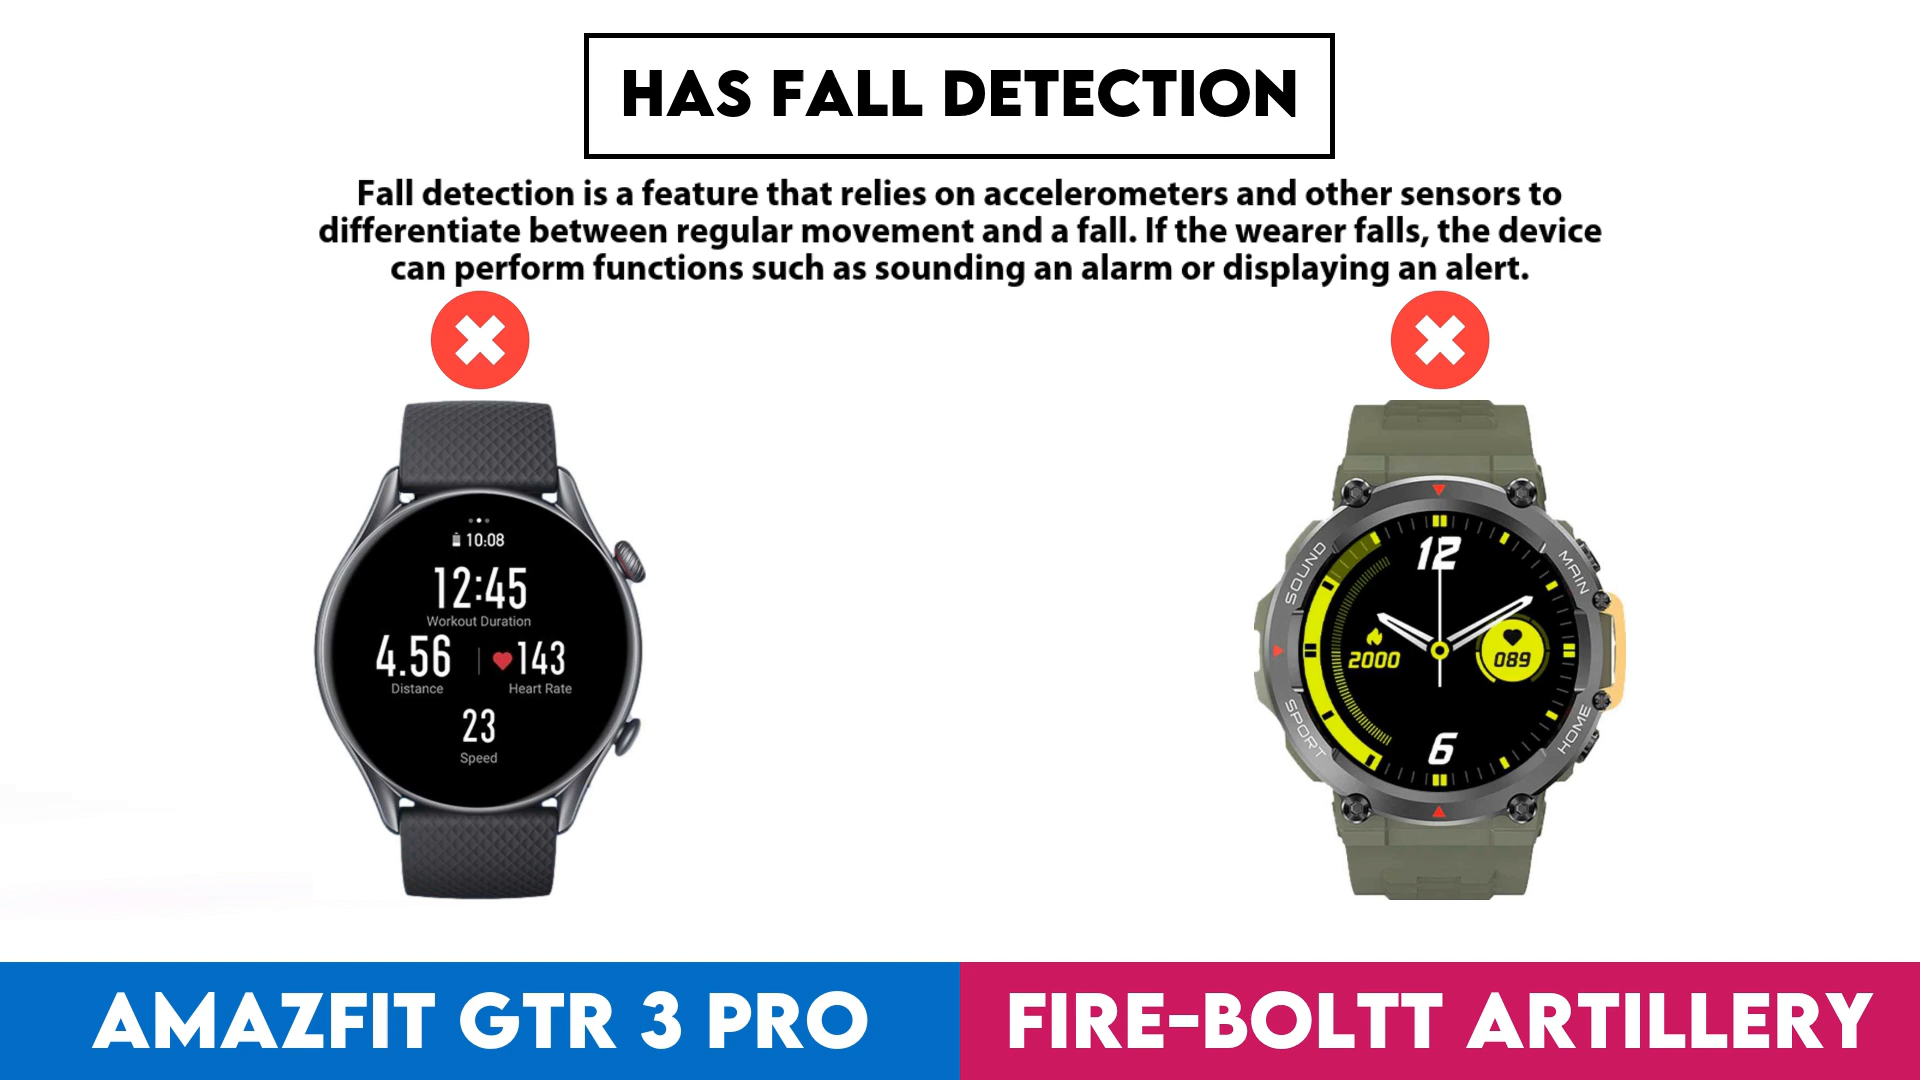 HAS FALL DETECTION
Fall detection is a feature that relies on accelerometers and other sensors to
differentiate between regular movement and a fall. If the wearer falls, the device
can perform functions such as sounding an alarm or displaying an alert.
10:08
12:45
Workout Duration
4.56 143
Distance Heart Rate
23
Speed
SOUND
MAIN
SPORT
HOME
12
2000
089
6
AMAZFIT GTR 3 PRO
FIRE-BOLTT ARTILLERY